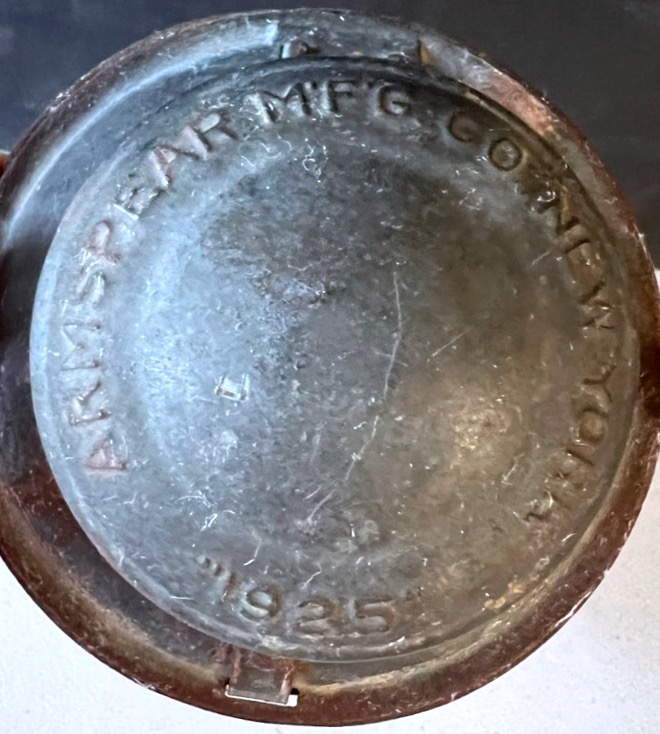 ARMSPEAR M'F'G CO. NEW YORK
"1925"